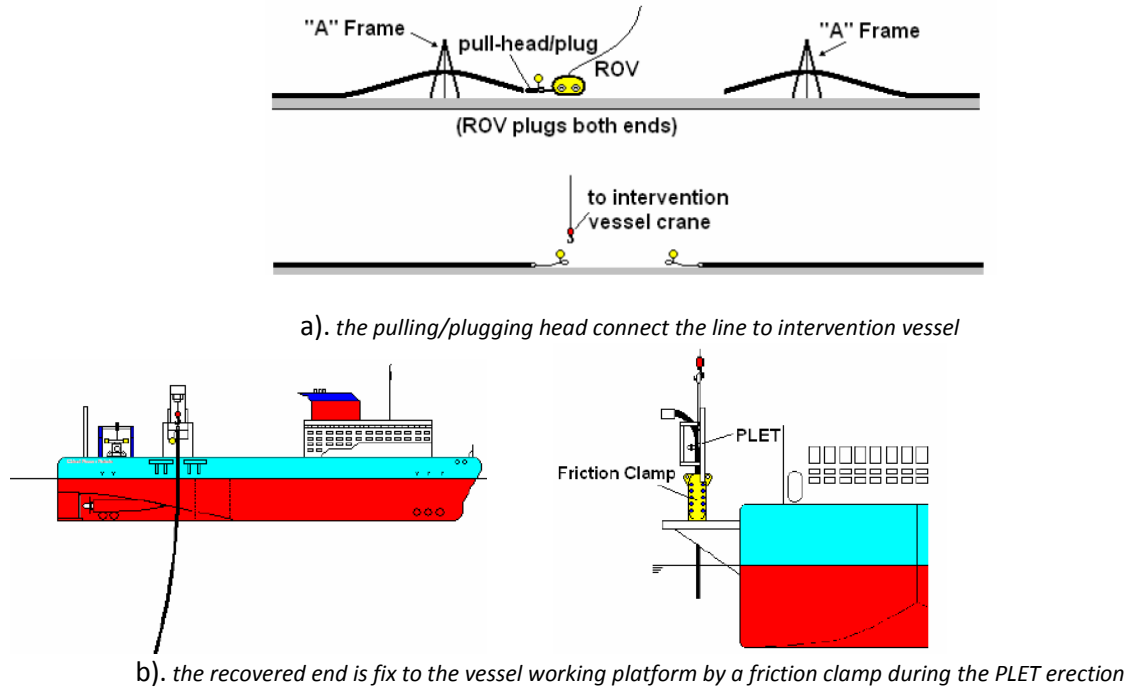 "A" Frame
pull-head/plug
ROV
"A" Frame
(ROV plugs both ends)
to intervention
vessel crane
a). the pulling/plugging head connect the line to intervention vessel
PLET
Friction Clamp
b). the recovered end is fix to the vessel working platform by a friction clamp during the PLET erection